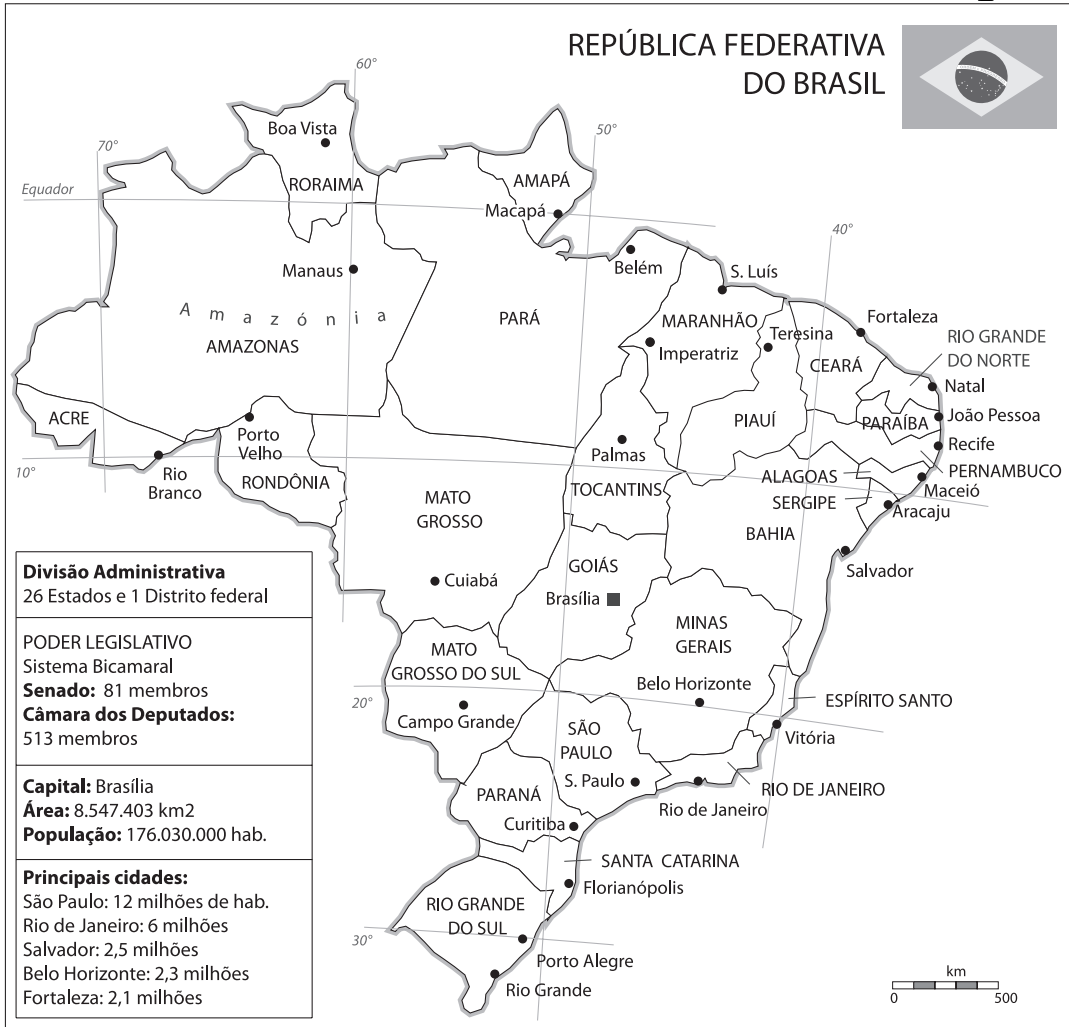 REPÚBLICA FEDERATIVA
DO BRASIL
60°
70°
50°
40°
Equador
Boa Vista
RORAIMA
AMAPÁ
Macapá
Manaus
Amazónia
AMAZONAS
PARÁ
Belém
S. Luís
MARANHÃO
Imperatriz
Teresina
Fortaleza
CEARÁ
RIO GRANDE
DO NORTE
Natal
João Pessoa
PARAÍBA
Recife
PERNAMBUCO
PIAUÍ
ACRE
Porto
Velho
Rio
Branco
RONDÔNIA
10°
Palmas
TOCANTINS
ALAGOAS
Maceió
SERGIPE
Aracaju
MATO
GROSSO
BAHIA
Salvador
Cuiabá
GOIÁS
Brasília
MINAS
GERAIS
Belo Horizonte
MATO
GROSSO DO SUL
Campo Grande
20°
ESPÍRITO SANTO
Vitória
SÃO
PAULO
S. Paulo
RIO DE JANEIRO
Rio de Janeiro
PARANÁ
Curitiba
SANTA CATARINA
Florianópolis
RIO GRANDE
DO SUL
30°
Porto Alegre
Rio Grande
Divisão Administrativa
26 Estados e 1 Distrito federal
PODER LEGISLATIVO
Sistema Bicamaral
Senado: 81 membros
Câmara dos Deputados:
513 membros
Capital: Brasília
Área: 8.547.403 km2
População: 176.030.000 hab.
Principais cidades:
São Paulo: 12 milhões de hab.
Rio de Janeiro: 6 milhões
Salvador: 2,5 milhões
Belo Horizonte: 2,3 milhões
Fortaleza: 2,1 milhões
km
0 500